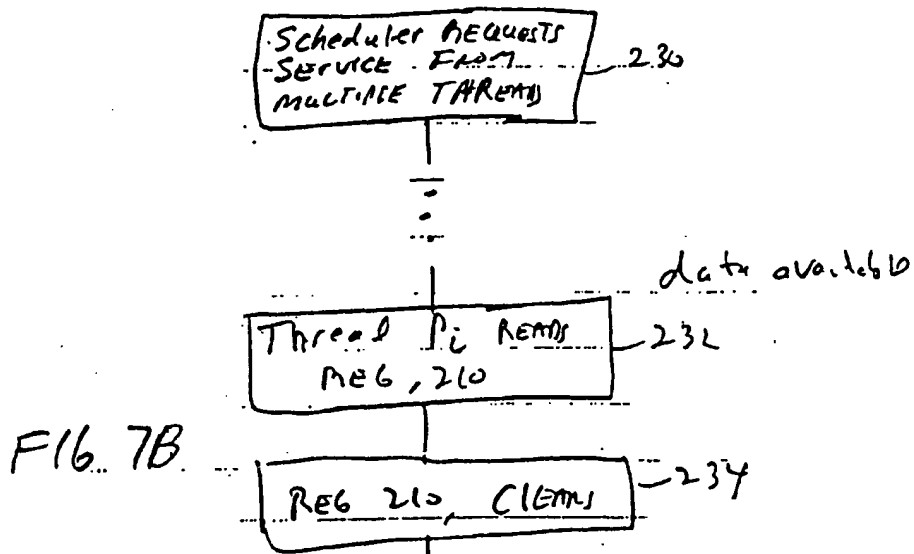 Scheduler REQUESTS
SERVICE FROM
MULTIPLE THREADS
230
data available
Thread Pi READS
REG, 210
232
FIG. 7B
REG 210, CLEARS
234